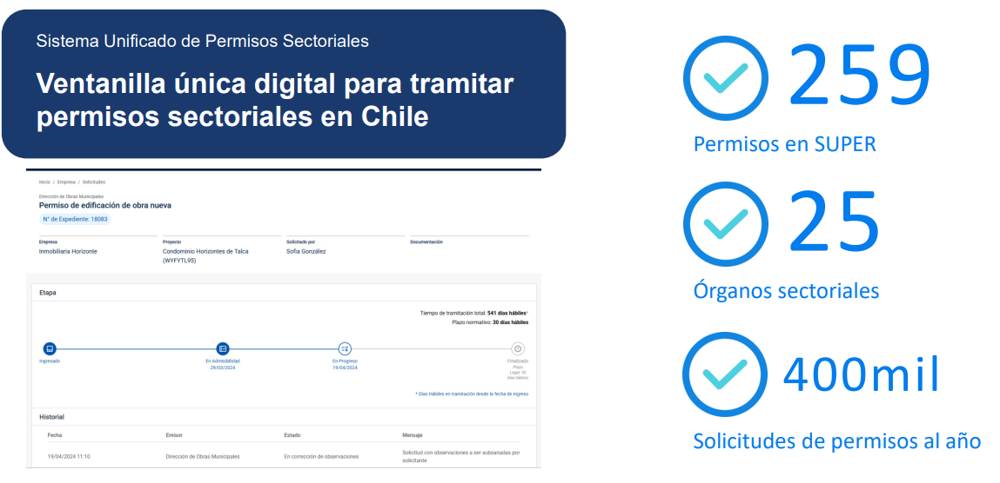 Sistema Unificado de Permisos Sectoriales
Ventanilla única digital para tramitar
permisos sectoriales en Chile
Inicio / Empresa / Solicitudes
Dirección de Obras Municipales
Permiso de edificación de obra nueva
N° de Expediente: 18083
Empresa
Proyecto
Solicitado por
Documentación
Inmobiliaria Horizonte
Condominio Horizontes de Talca
(WYFYTL95)
Sofia González
Etapa
Tiempo de tramitación total: 541 días hábiles*
Plazo normativo: 30 días hábiles
Ingresado
En Admisibilidad
29/03/2024
En Progreso
19/04/2024
Finalizado
Plazo
Legal: 30
días hábiles
* Días Hábiles en tramitación desde la fecha de ingreso
Historial
Fecha
Emisor
Estado
Mensaje
19/04/2024 11:10
Dirección de Obras Municipales
En corrección de observaciones
Solicitud con observaciones a ser subsanadas por
solicitante
259
Permisos en SUPER
25
Órganos sectoriales
400mil
Solicitudes de permisos al año